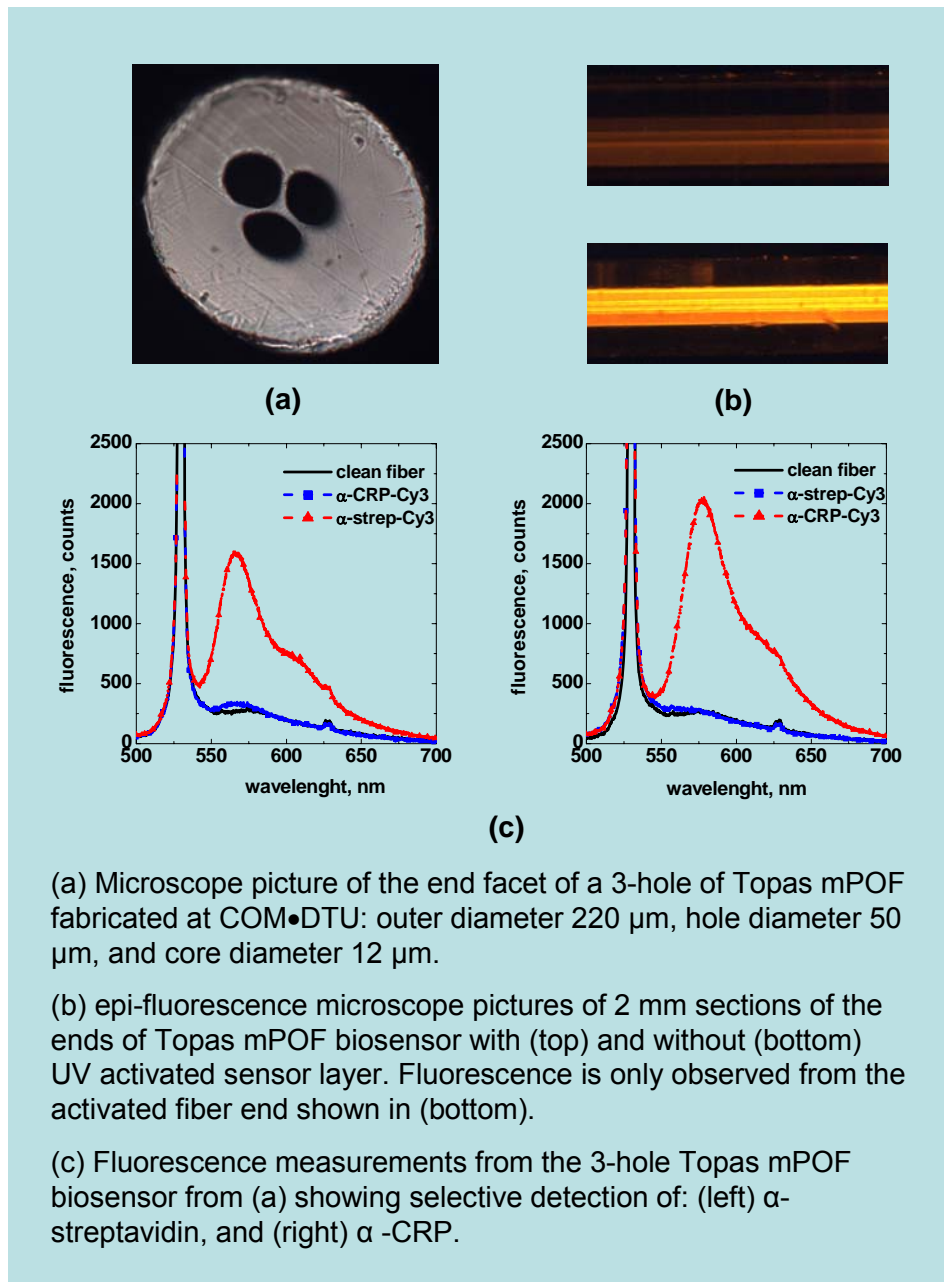 (a)
(b)
2500
2000
1500
1000
500
0
500
550
600
650
700
fluorescence, counts
wavelenght, nm
clean fiber
α-CRP-Cy3
α-strep-Cy3
2500
2000
1500
1000
500
0
500
550
600
650
700
fluorescence, counts
wavelenght, nm
clean fiber
α-strep-Cy3
α-CRP-Cy3
(c)
(a) Microscope picture of the end facet of a 3-hole of Topas mPOF
fabricated at COM•DTU: outer diameter 220 μm, hole diameter 50
μm, and core diameter 12 μm.
(b) epi-fluorescence microscope pictures of 2 mm sections of the
ends of Topas mPOF biosensor with (top) and without (bottom)
UV activated sensor layer. Fluorescence is only observed from the
activated fiber end shown in (bottom).
(c) Fluorescence measurements from the 3-hole Topas mPOF
biosensor from (a) showing selective detection of: (left) α-
streptavidin, and (right) α -CRP.